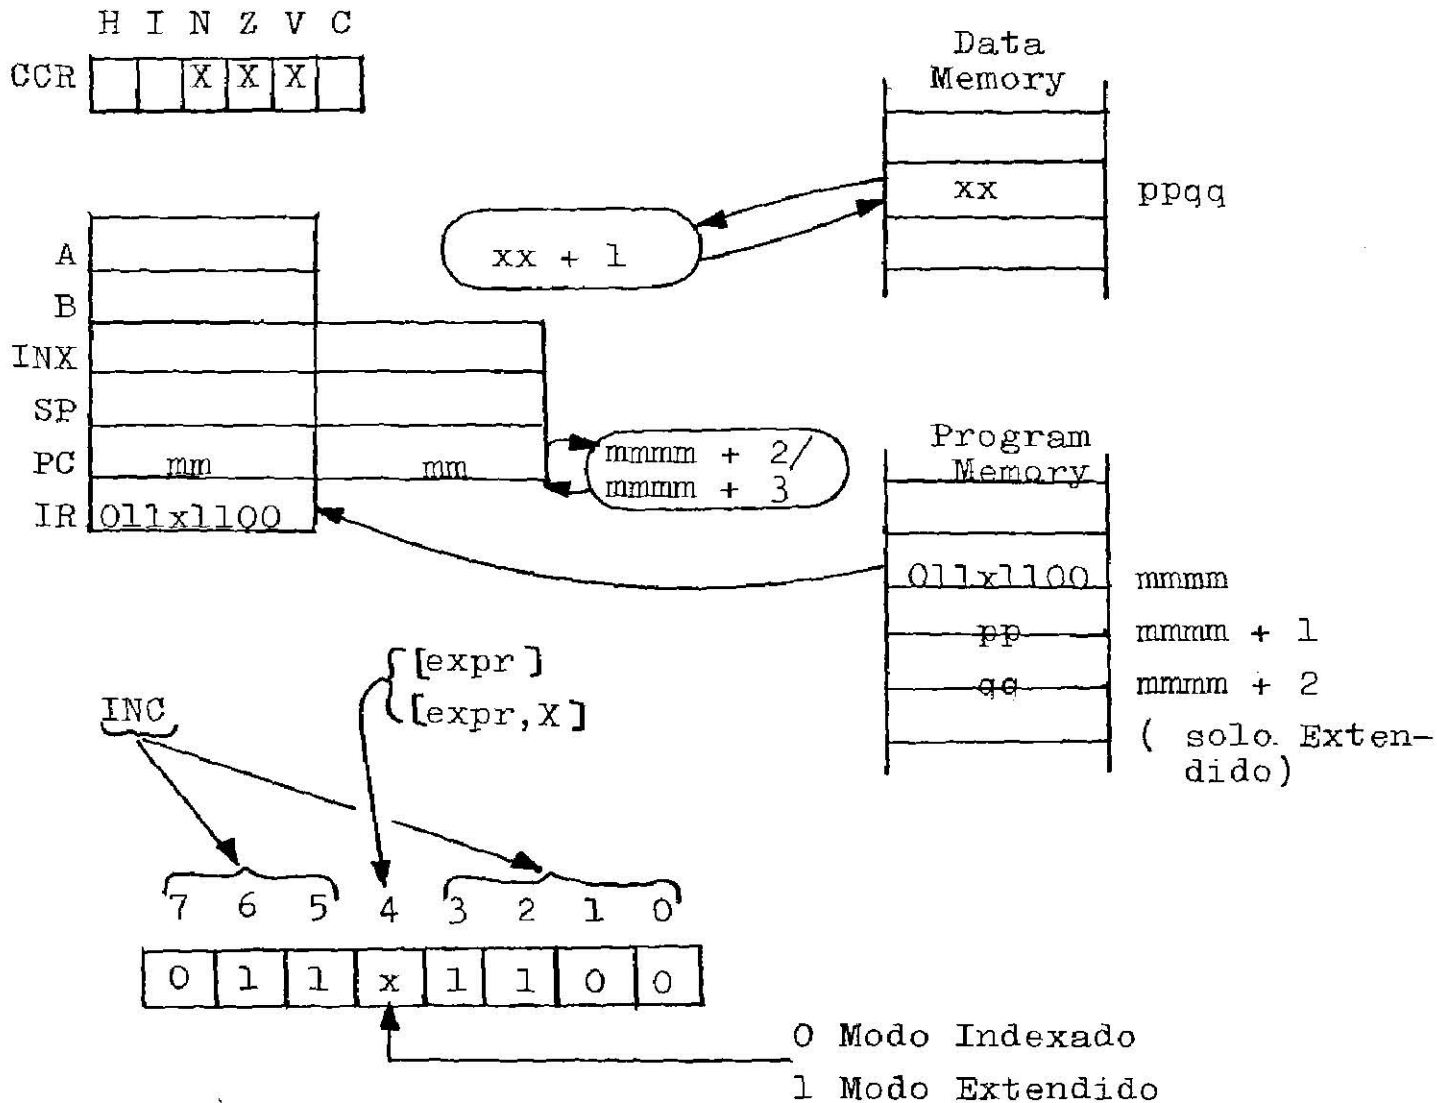 H I N Z V C
CCR X X X
Data
Memory
xx ppqq
xx + 1
A
B
INX
SP
PC mm mm
mmmm + 2/
mmmm + 3
IR 011x1100
Program
Memory
011x1100 mmmm
pp mmmm + 1
qq mmmm + 2
( solo Exten-
dido)
[expr]
[expr,X]
INC
7 6 5 4 3 2 1 0
0 1 1 x 1 1 0 0
0 Modo Indexado
1 Modo Extendido